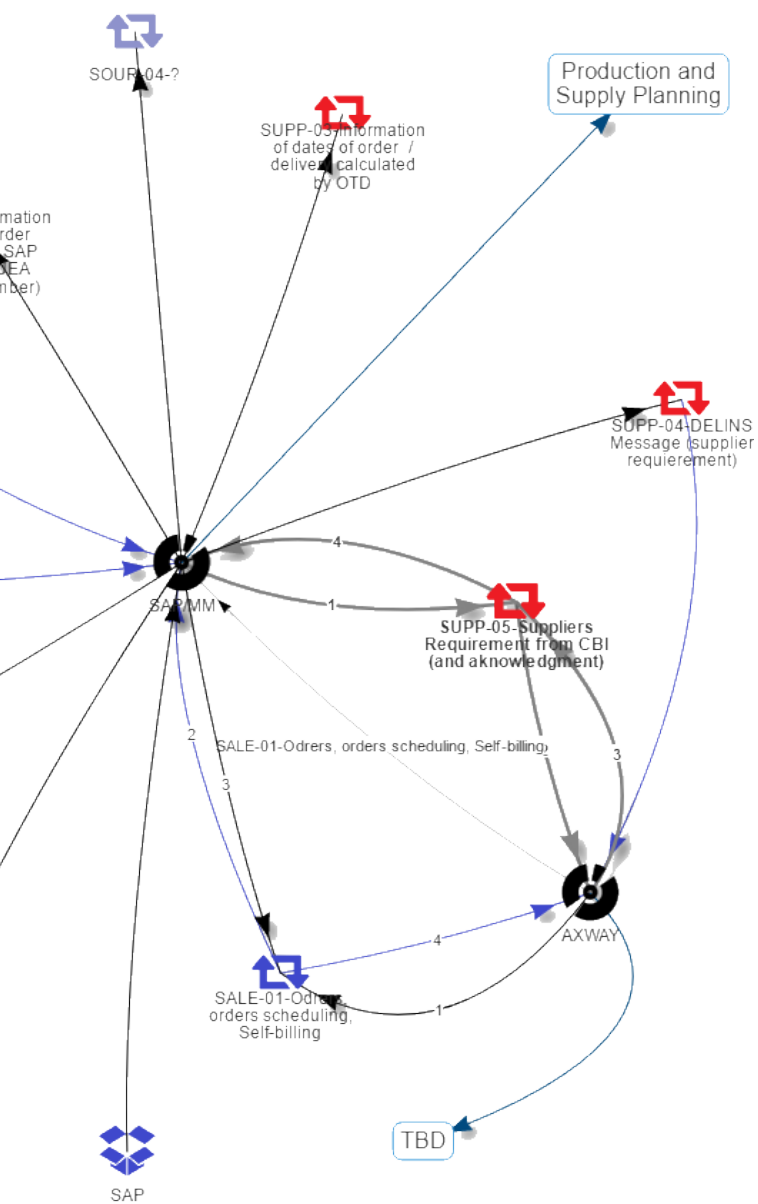 SOUR-04-?
Production and
Supply Planning
SUPP-03-Information
of dates of order /
delivery calculated
by OTD
mation
rder
SAP
JEA
mber)
SUPP-04-DELINS
Message (supplier
requierement)
4
1
SAP/MM
SUPP-05-Suppliers
Requirement from CBI
(and aknowledgment)
2
SALE-01-Odrers, orders scheduling, Self-billing
3
3
AXWAY
4
SALE-01-Odrers,
orders scheduling,
Self-billing
1
TBD
SAP